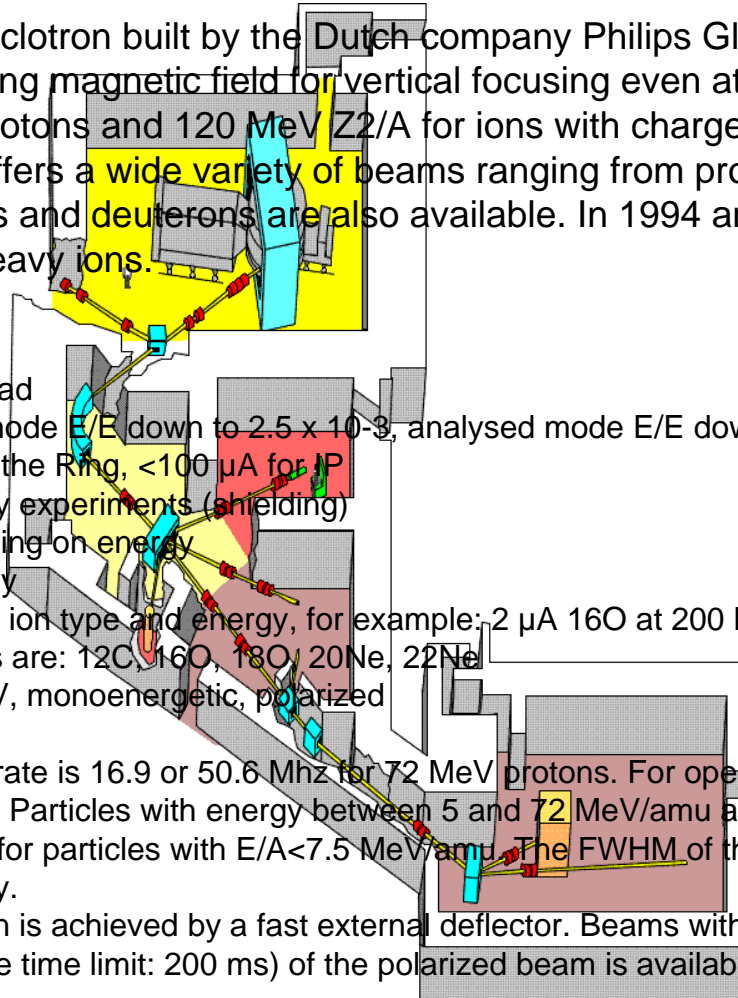 clotron built by the Dutch company Philips Gl
ng magnetic field for vertical focusing even at
otons and 120 MeV Z2/A for ions with charge
ffers a wide variety of beams ranging from pro
s and deuterons are also available. In 1994 a
eavy ions.
ad
node E/E down to 2.5 x 10-3, analysed mode E/E dow
the Ring, <100 µA for IP
y experiments (shielding)
ing on energy
y
ion type and energy, for example: 2 µA 16O at 200
s are: 12C, 16O, 18O, 20Ne, 22Ne
V, monoenergetic, polarized
rate is 16.9 or 50.6 Mhz for 72 MeV protons. For ope
Particles with energy between 5 and 72 MeV/amu a
for particles with E/A<7.5 MeV/amu. The FWHM of th
y.
n is achieved by a fast external deflector. Beams with
e time limit: 200 ms) of the polarized beam is availab